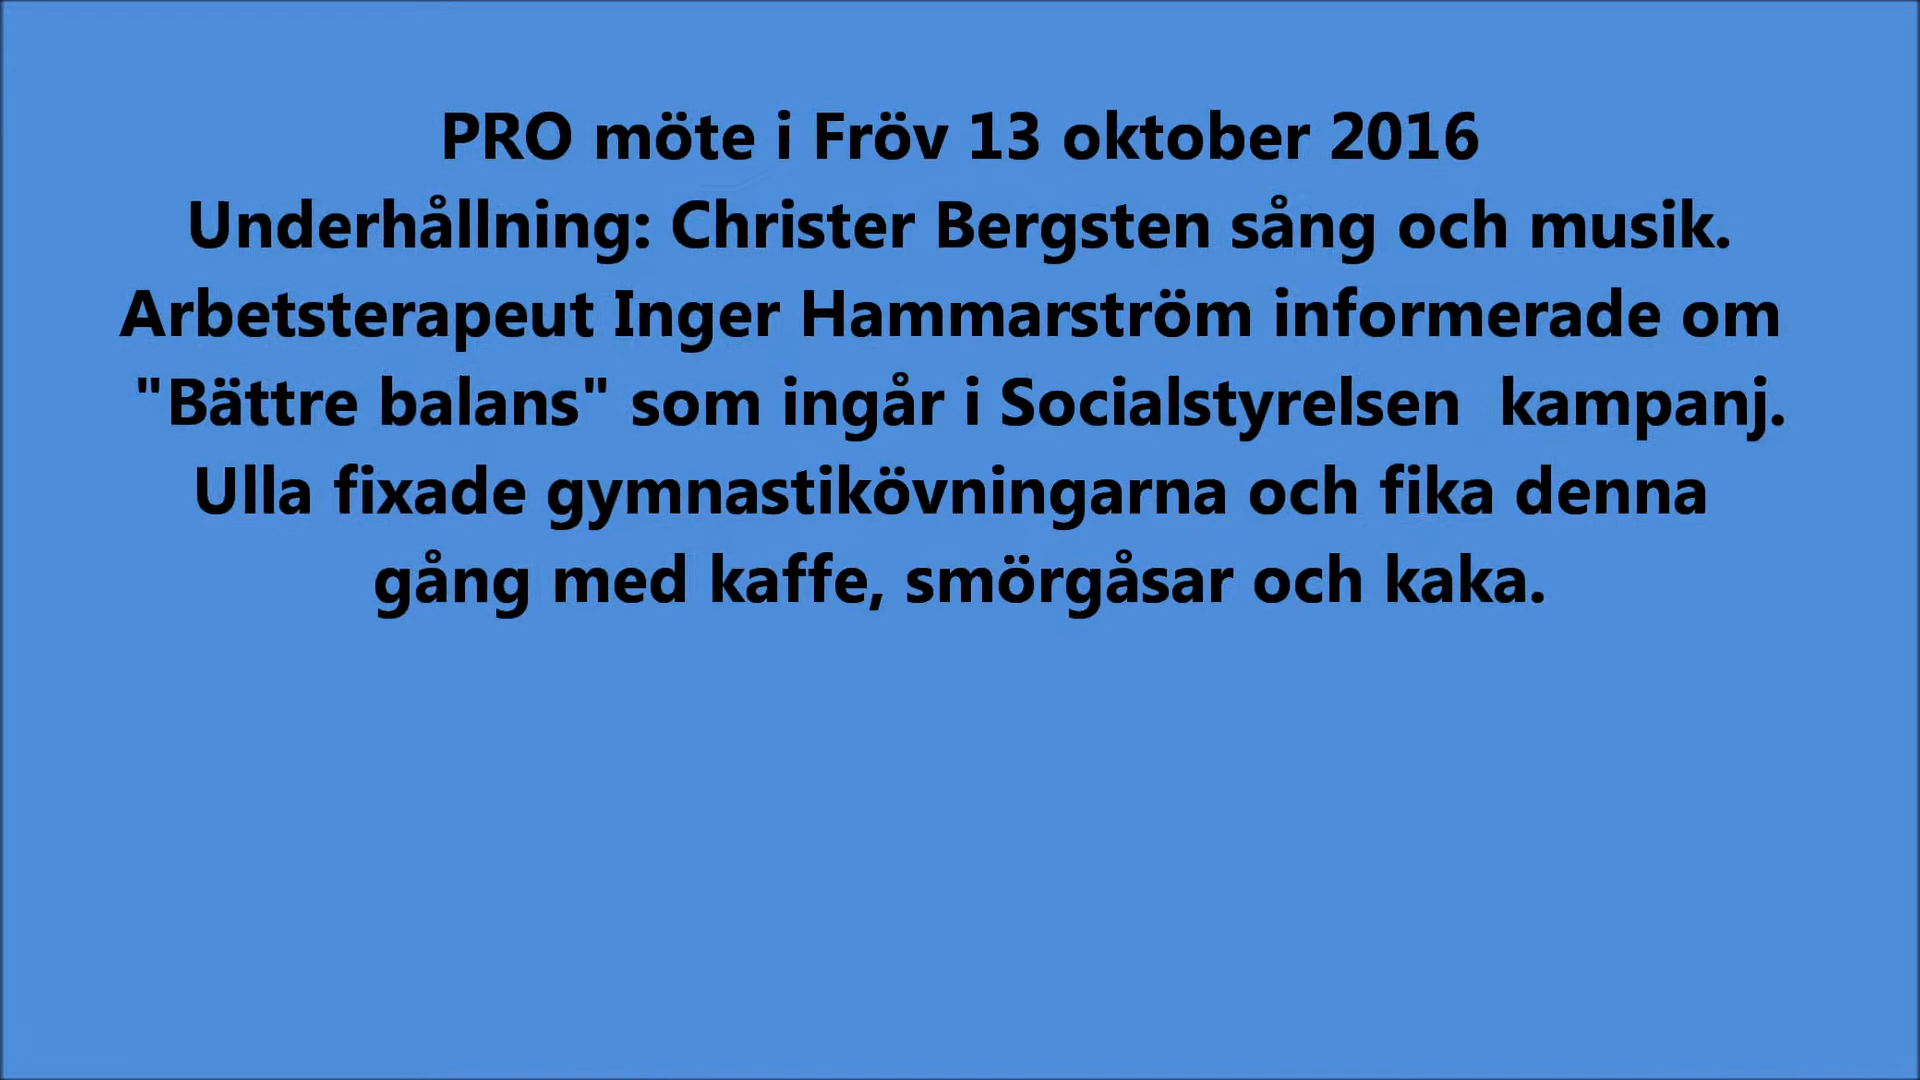 PRO möte i Fröv 13 oktober 2016
Underhållning: Christer Bergsten sång och musik.
Arbetsterapeut Inger Hammarström informerade om
"Bättre balans" som ingår i Socialstyrelsen  kampanj.
Ulla fixade gymnastikövningarna och fika denna
gång med kaffe, smörgåsar och kaka.